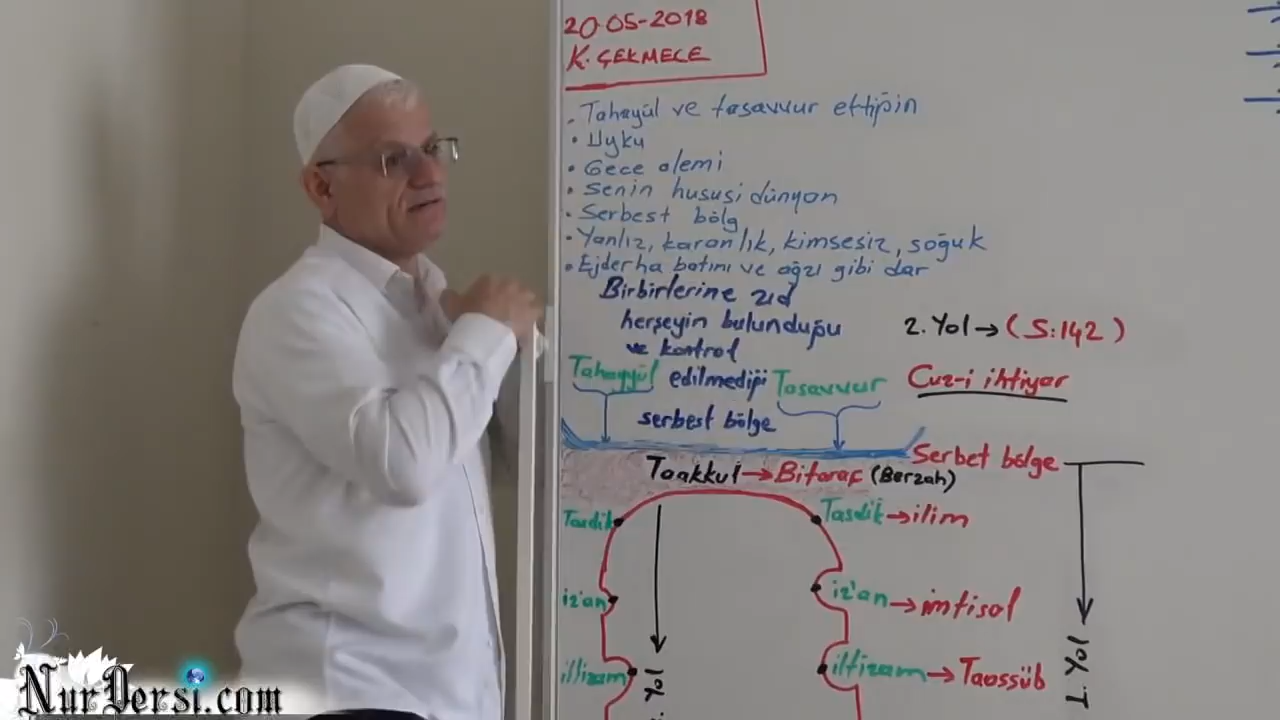 20-05-2018
K. ÇEKMECE
. Tahayül ve tasavvur ettiğin
• Uyku
• Gece alemi
• Senin hususi dünyan
• Serbest bölg
• Yanlız, karanlık, kimsesiz, soğuk
• Ejderha batını ve ağzı gibi dar
Birbirlerine zıd
herşeyin bulunduğu
ve kontrol
edilmediği
serbest bölge
Tahayyül
Tasavvur
2. Yol → (S:142)
Cuz-i ihtiyar
Serbet bölge
Taakkul → Bitaraf (Berzah)
Tasdik
Tasdik → ilim
iz'an
iz'an → imtisal
iltizam
iltizam → Taassüb
Yol
1. Yol
NurDersi.com